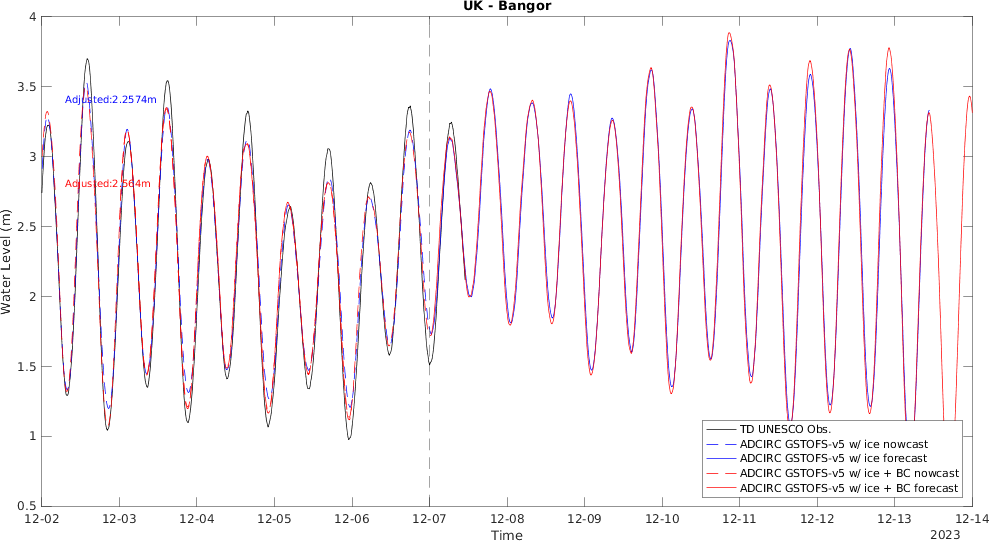 UK - Bangor
4
3.5
3
2.5
2
1.5
1
0.5
Water Level (m)
Adjusted:2.2574m
Adjusted:2.564m
TD UNESCO Obs.
ADCIRC GSTOFS-v5 w/ ice nowcast
ADCIRC GSTOFS-v5 w/ ice forecast
ADCIRC GSTOFS-v5 w/ ice + BC nowcast
ADCIRC GSTOFS-v5 w/ ice + BC forecast
12-02 12-03 12-04 12-05 12-06 12-07 12-08 12-09 12-10 12-11 12-12 12-13 12-14
Time
2023